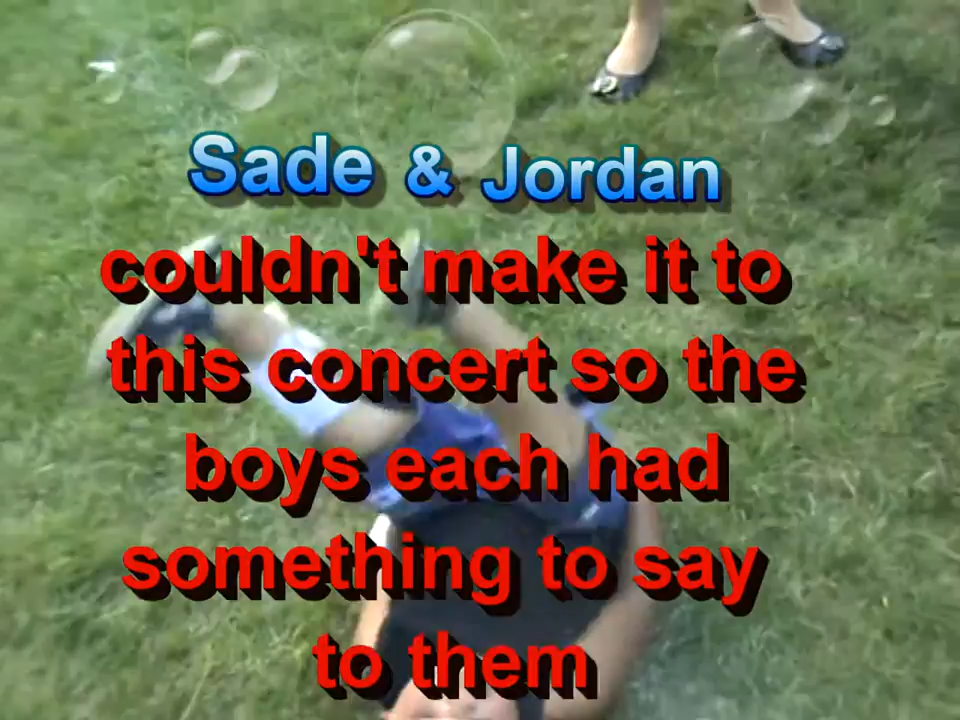 Sade & Jordan
couldn't make it to
this concert so the
boys each had
something to say
to them